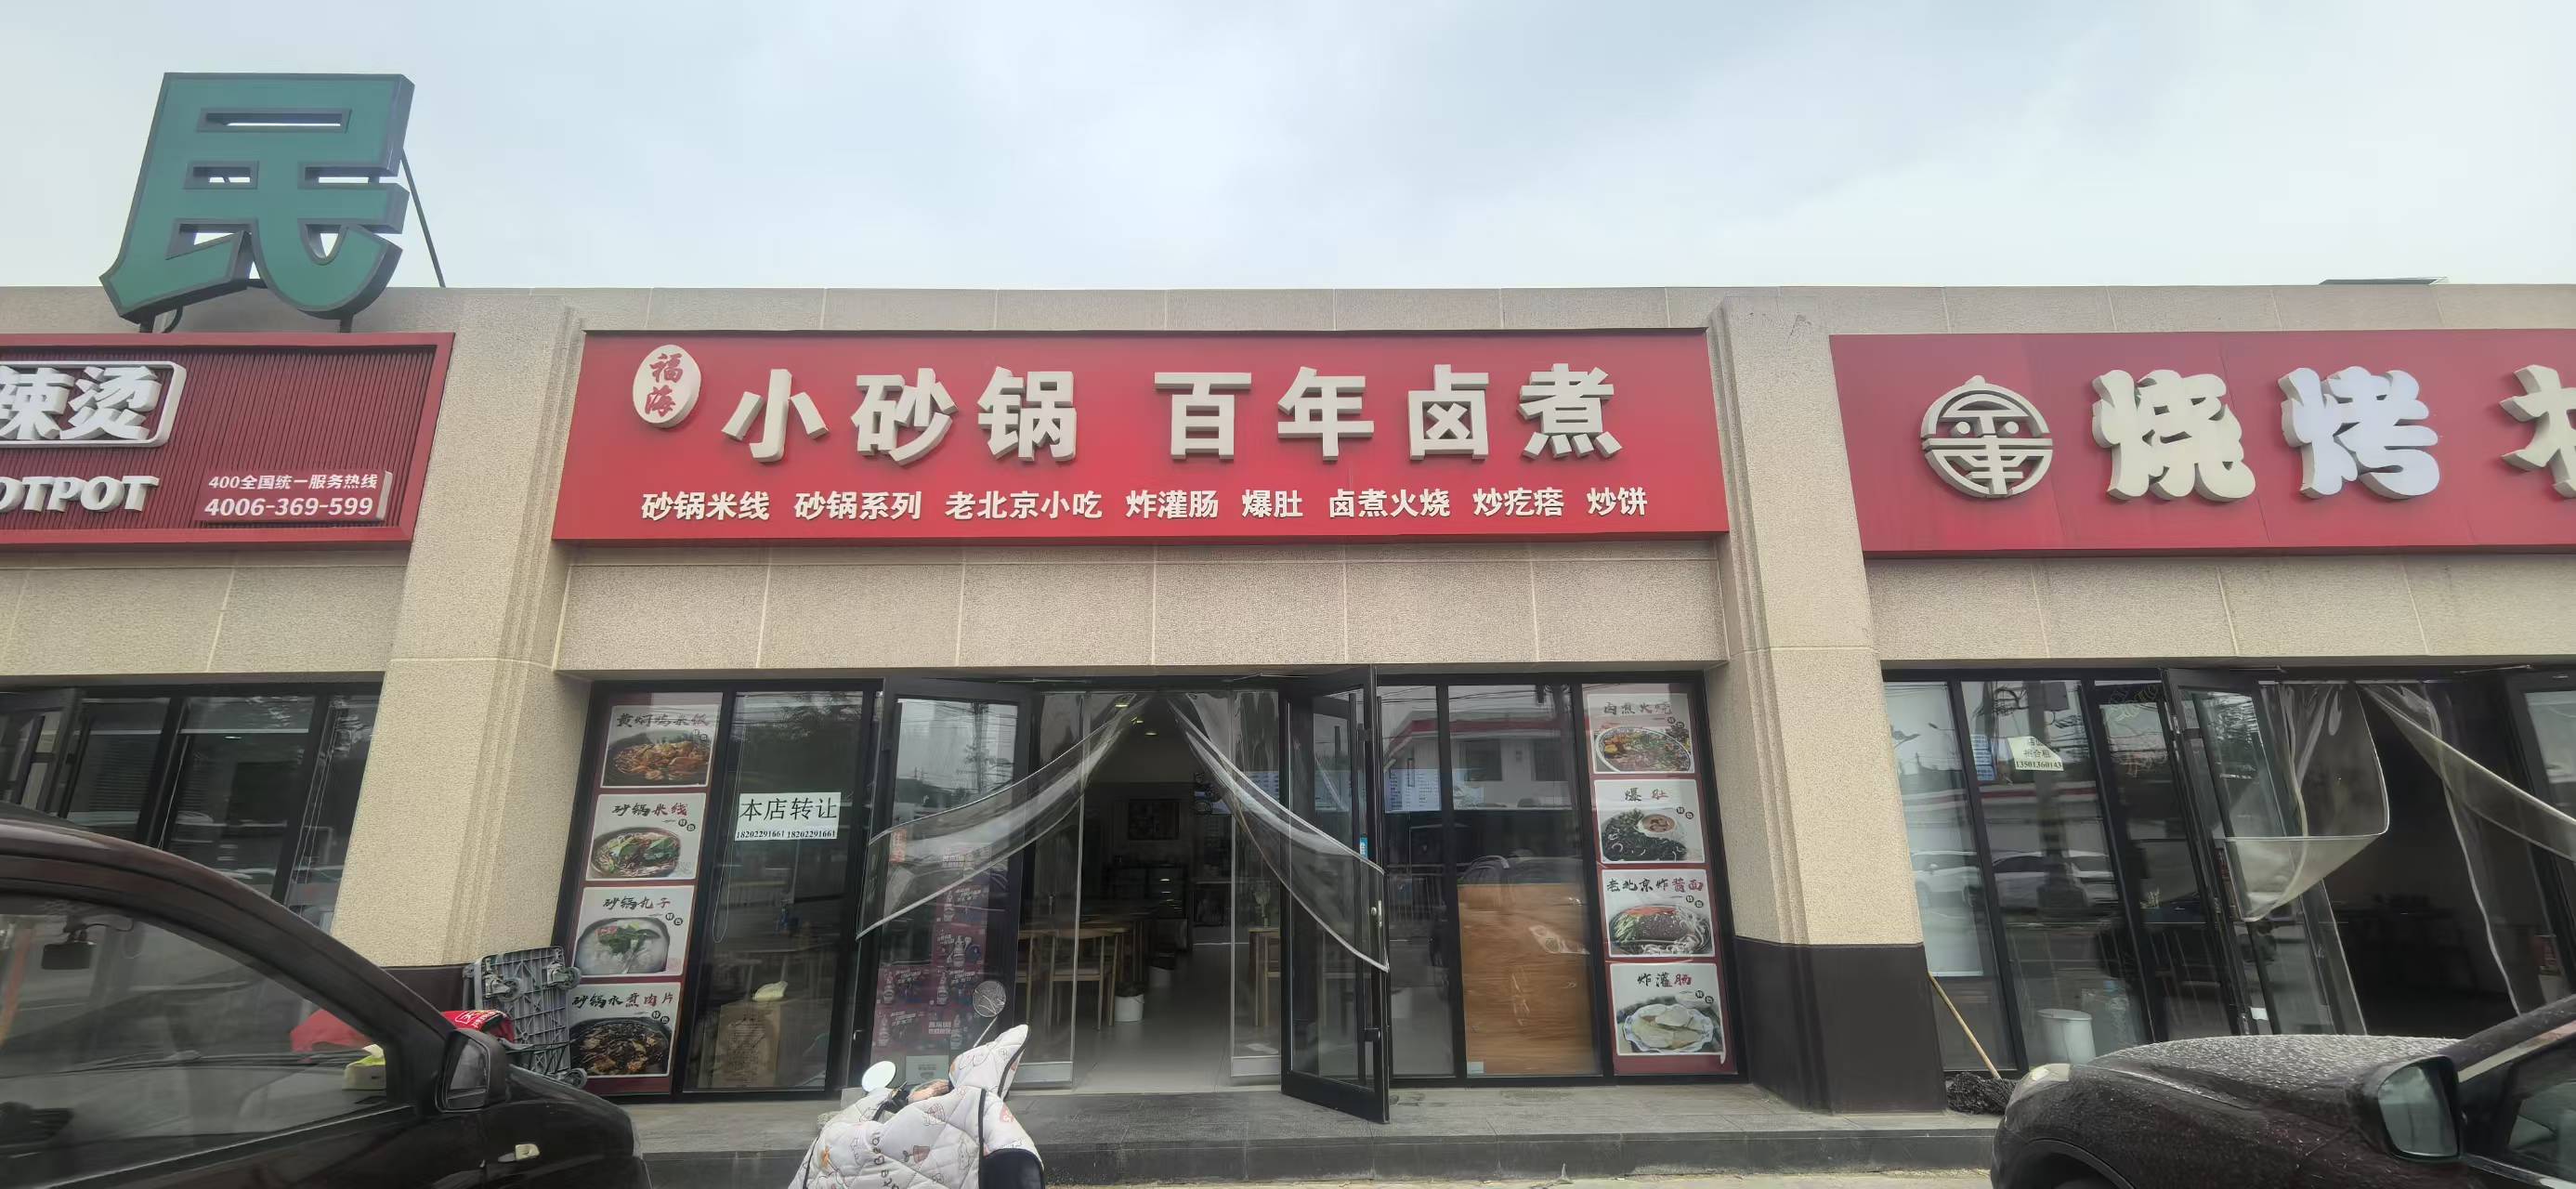 民
辣烫
OTPOT
400全国统一服务热线
4006-369-599
福海
小砂锅 百年卤煮
砂锅米线 砂锅系列 老北京小吃 炸灌肠 爆肚 卤煮火烧 炒疙瘩 炒饼
烧烤
黄焖鸡米饭
砂锅米线
砂锅丸子
砂锅水煮肉片
本店转让
18202291661 18202291661
卤煮火烧
爆肚
老北京炸酱面
炸灌肠
13501360143